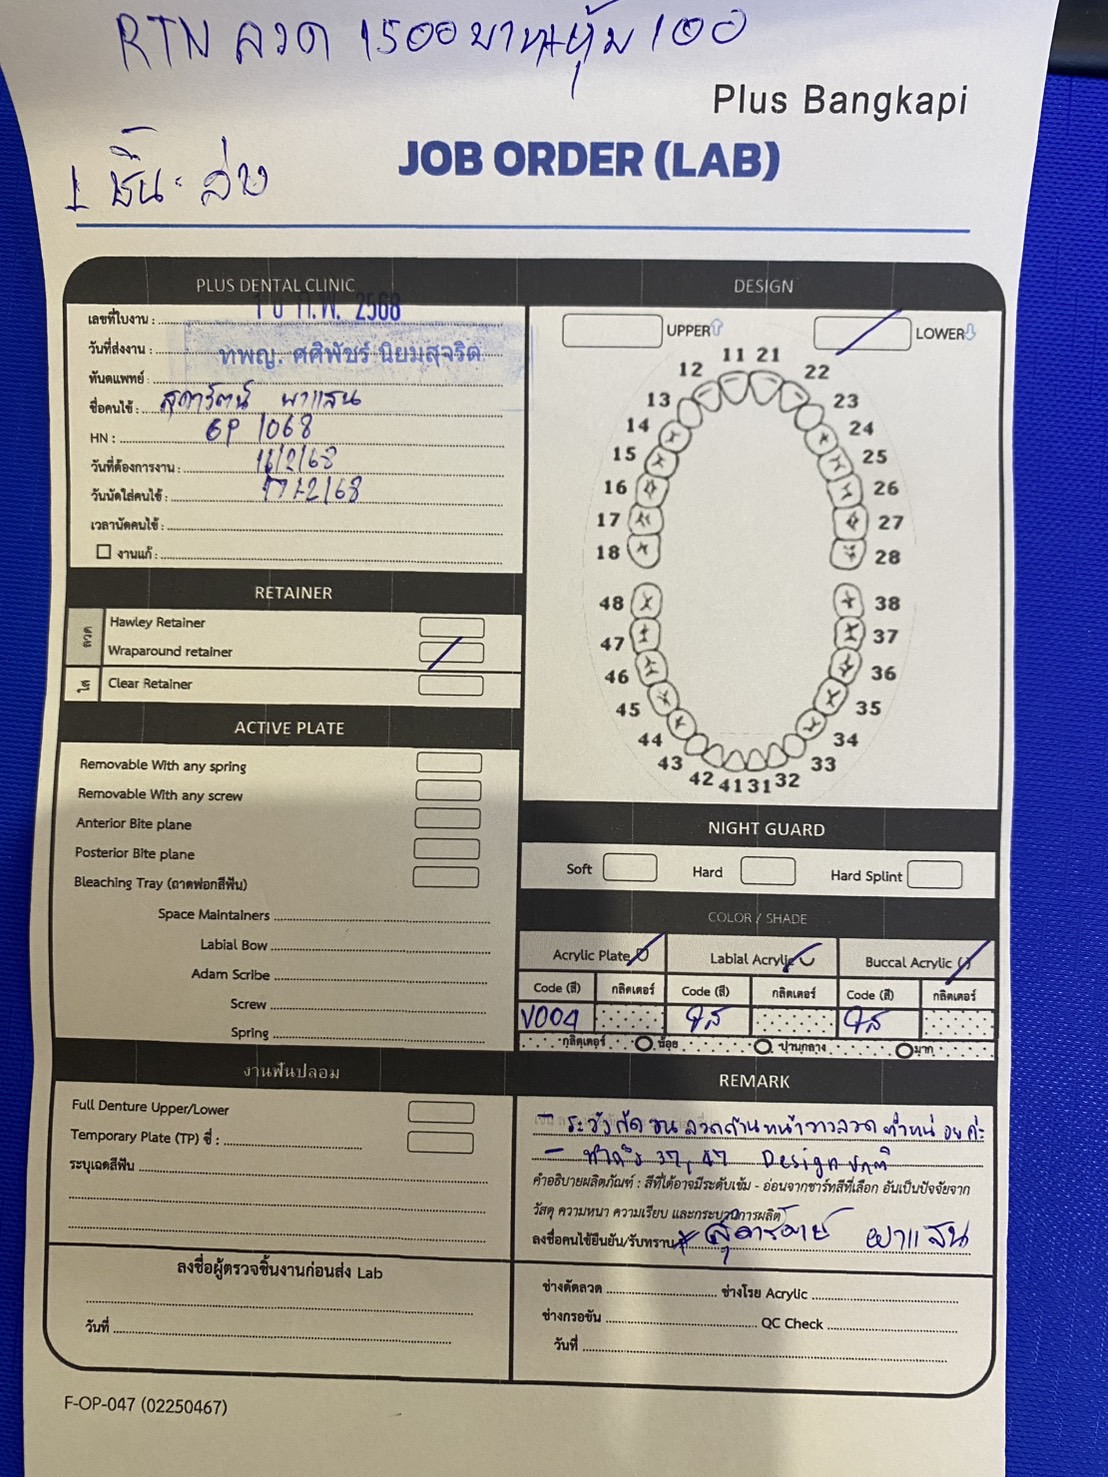 RTN ลวด 1500 บาท หุ้ม 100
Plus Bangkapi
JOB ORDER (LAB)
1 ชิ้น ล่าง
PLUS DENTAL CLINIC
เลขที่ใบงาน :
วันที่ส่งงาน : ก.พ. 2568
ทันตแพทย์ : ทพญ. ศศิพัชร์ นิยมสุจริต
ชื่อคนไข้ : สุดารัตน์ ผาแสน
HN : GP 1068
วันที่ต้องการงาน : 16/2/68
วันนัดใส่คนไข้ : 17/2/68
เวลานัดคนไข้ :
งานแก้ :
DESIGN
UPPER
LOWER
11 21
12 22
13 23
14 24
15 25
16 26
17 27
18 28
48 38
47 37
46 36
45 35
44 34
43 33
42 41 31 32
RETAINER
ลวด
Hawley Retainer
Wraparound retainer
ใส
Clear Retainer
ACTIVE PLATE
Removable With any spring
Removable With any screw
Anterior Bite plane
Posterior Bite plane
Bleaching Tray (ถาดฟอกสีฟัน)
Space Maintainers
Labial Bow
Adam Scribe
Screw
Spring
NIGHT GUARD
Soft Hard Hard Splint
COLOR / SHADE
Acrylic Plate Labial Acrylic Buccal Acrylic
Code (สี) กลิตเตอร์ Code (สี) กลิตเตอร์ Code (สี) กลิตเตอร์
V004 ใส ใส
กลิตเตอร์ น้อย ปานกลาง มาก
งานฟันปลอม
Full Denture Upper/Lower
Temporary Plate (TP) ซี่ :
ระบุเฉดสีฟัน
REMARK
- ระวังกัดชนลวดด้านหน้า วางลวดต่ำหน่อยค่ะ
- ทำถึง 37, 47 Design ปกติ
คำอธิบายผลิตภัณฑ์ : สีที่ได้อาจมีระดับเข้ม - อ่อนจากชาร์ทสีที่เลือก อันเป็นปัจจัยจาก
วัสดุ ความหนา ความเรียบ และกระบวนการผลิต
ลงชื่อคนไข้ยืนยัน/รับทราบ ผาแสน
ลงชื่อผู้ตรวจชิ้นงานก่อนส่ง Lab
วันที่
ช่างดัดลวด ช่างโรย Acrylic
ช่างกรอขัน QC Check
วันที่
F-OP-047 (02250467)